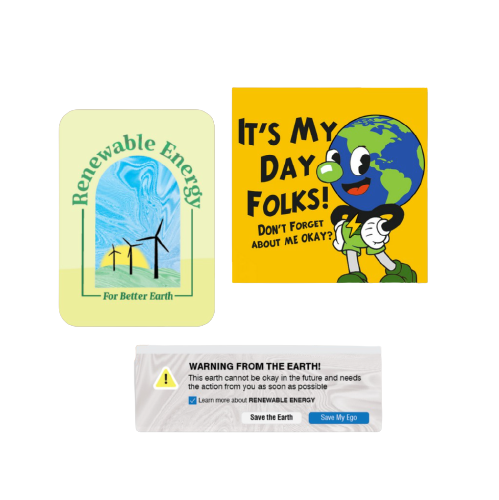 Renewable Energy
For Better Earth
IT'S MY
DAY
FOLKS!
DON'T FORGET
ABOUT ME OKAY?
!
WARNING FROM THE EARTH!
This earth cannot be okay in the future and needs
the action from you as soon as possible
Learn more about RENEWABLE ENERGY
Save the Earth Save My Ego